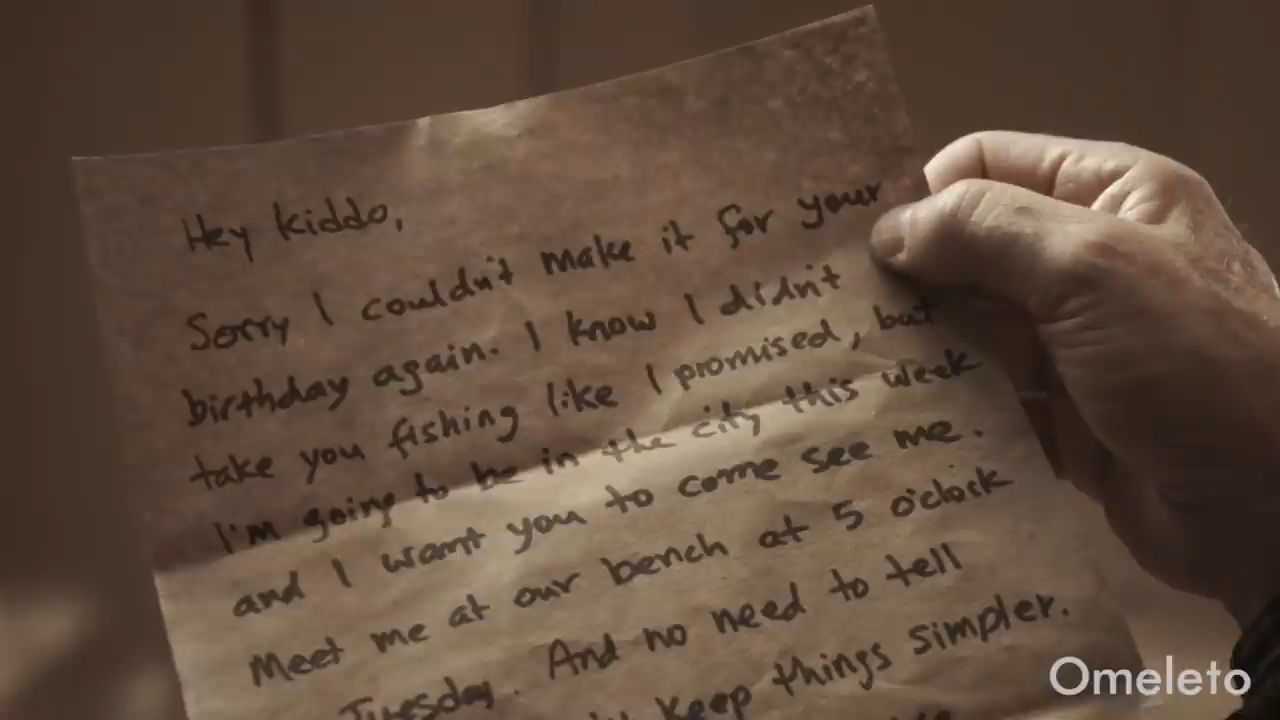 Hey kiddo,
Sorry I couldn't make it for your
birthday again. I know I didn't
take you fishing like I promised, but
I'm going to be in the city this week
and I want you to come see me.
Meet me at our bench at 5 o'clock
Tuesday. And no need to tell
keep things simpler.
Omeleto